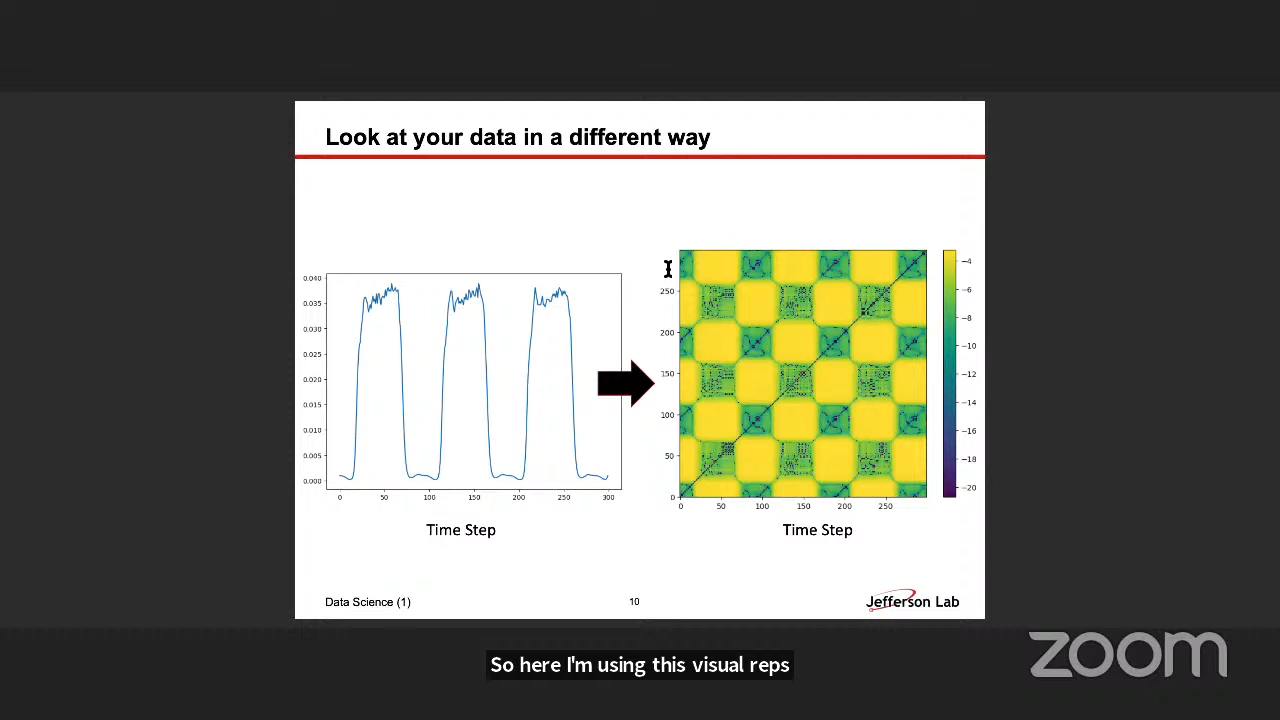 Look at your data in a different way
0.040
0.035
0.030
0.025
0.020
0.015
0.010
0.005
0.000
0 50 100 150 200 250 300
Time Step
250
200
150
100
50
0
0 50 100 150 200 250
Time Step
−4
−6
−8
−10
−12
−14
−16
−18
−20
Data Science (1)
10
Jefferson Lab
So here I'm using this visual reps
zoom